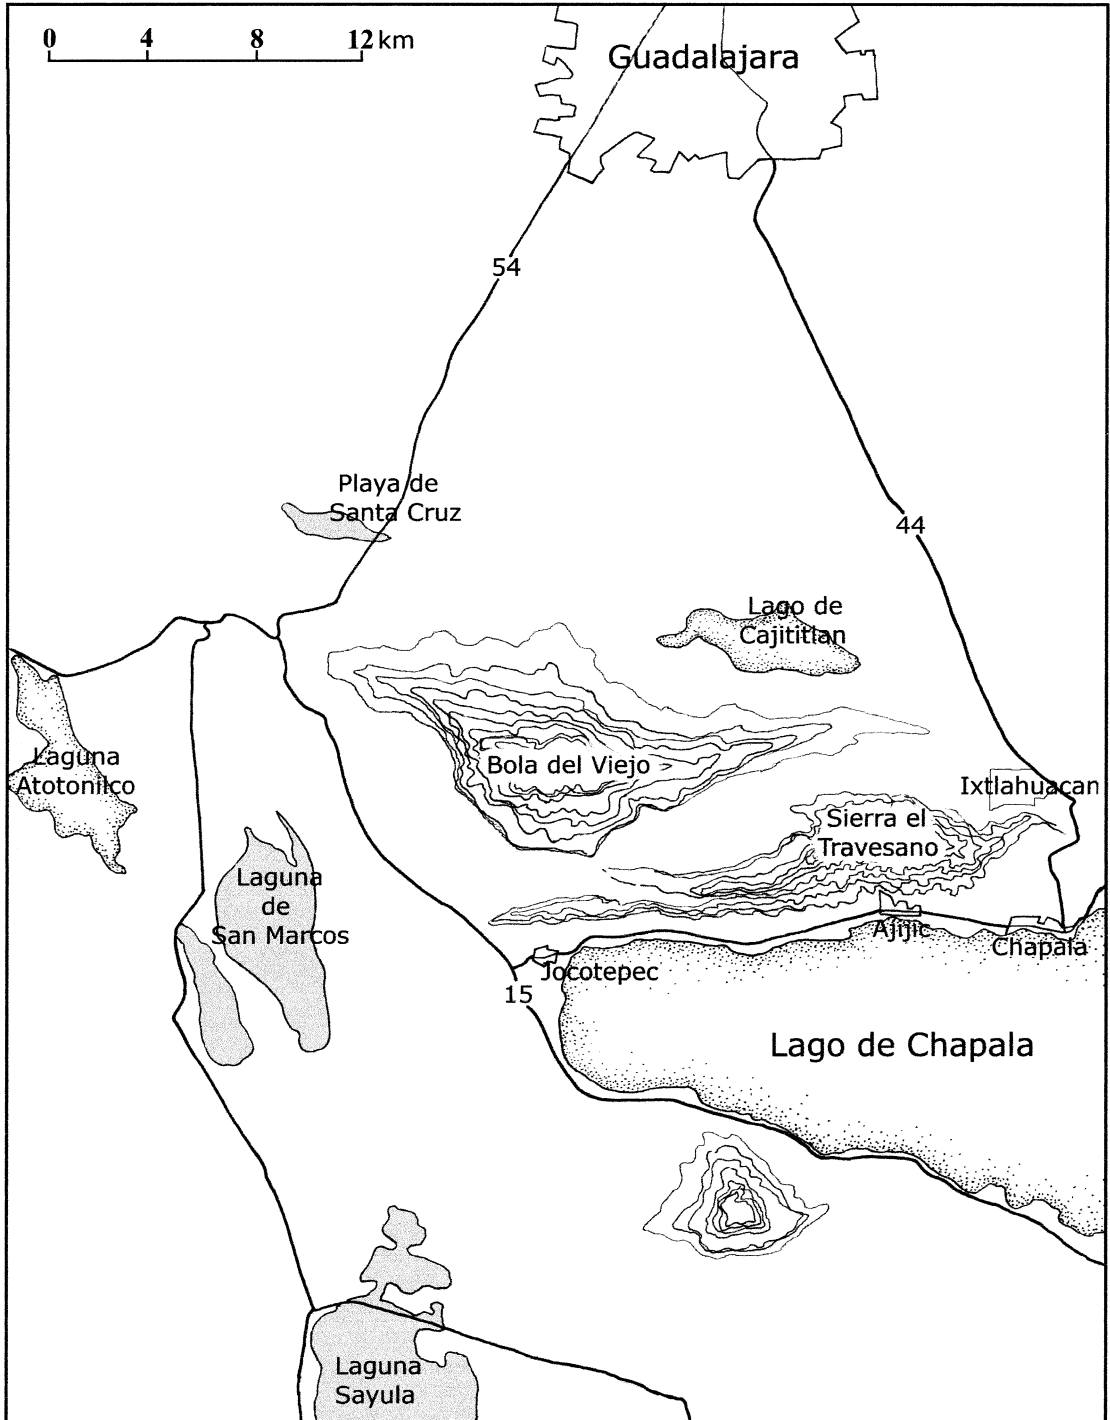 0 4 8 12 km
Guadalajara
54
Playa de
Santa Cruz
44
Lago de
Cajititlan
Laguna
Atotonilco
Bola del Viejo
Ixtlahuacan
Sierra el
Travesano
Laguna
de
San Marcos
Ajijic
Chapala
Jocotepec
15
Lago de Chapala
Laguna
Sayula